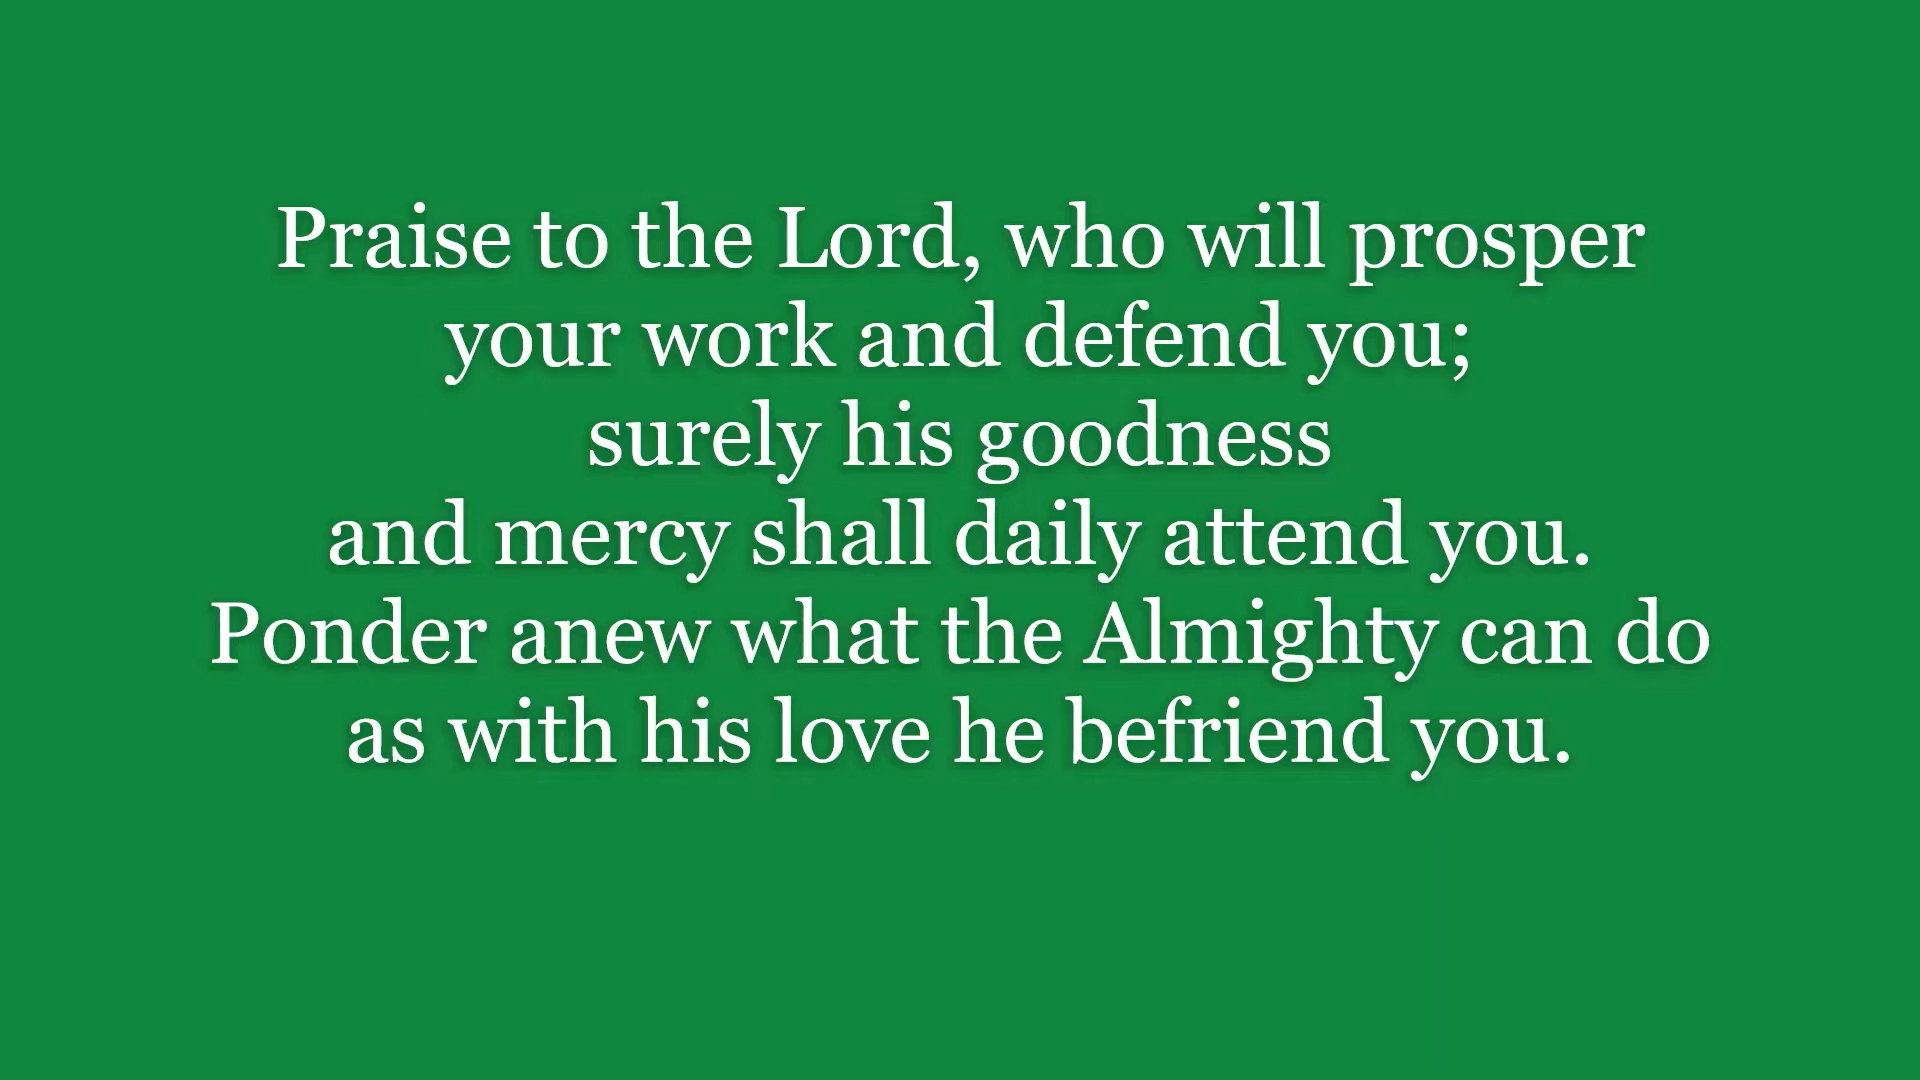 Praise to the Lord, who will prosper
your work and defend you;
surely his goodness
and mercy shall daily attend you.
Ponder anew what the Almighty can do
as with his love he befriend you.